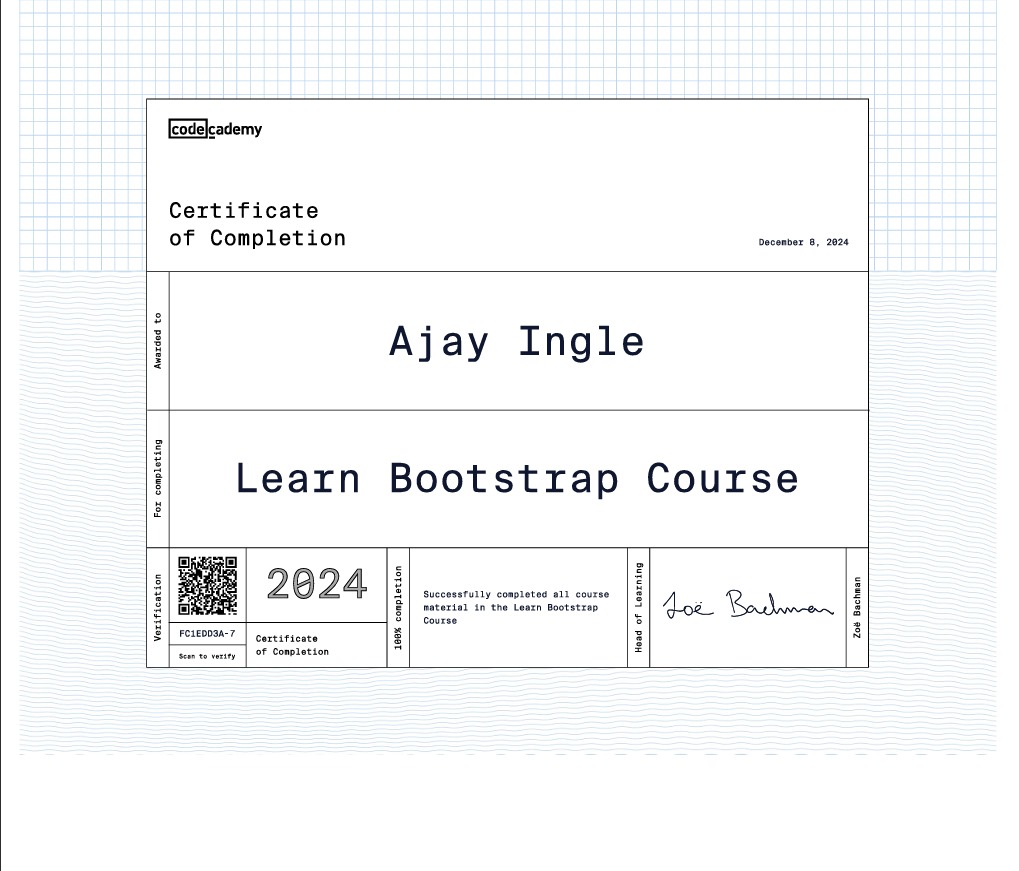 codecademy
Certificate
of Completion
December 8, 2024
Awarded to
Ajay Ingle
For completing
Learn Bootstrap Course
Verification
FC1EDD3A-7
Scan to verify
2024
Certificate
of Completion
100% completion
Successfully completed all course
material in the Learn Bootstrap
Course
Head of Learning
Zoë Bachman
Zoë Bachman